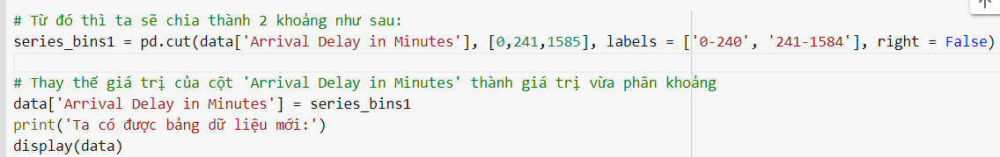 # Từ đó thì ta sẽ chia thành 2 khoảng như sau:
series_bins1 = pd.cut(data['Arrival Delay in Minutes'], [0,241,1585], labels = ['0-240', '241-1584'], right = False)
# Thay thế giá trị của cột 'Arrival Delay in Minutes' thành giá trị vừa phân khoảng
data['Arrival Delay in Minutes'] = series_bins1
print('Ta có được bảng dữ liệu mới:')
display(data)